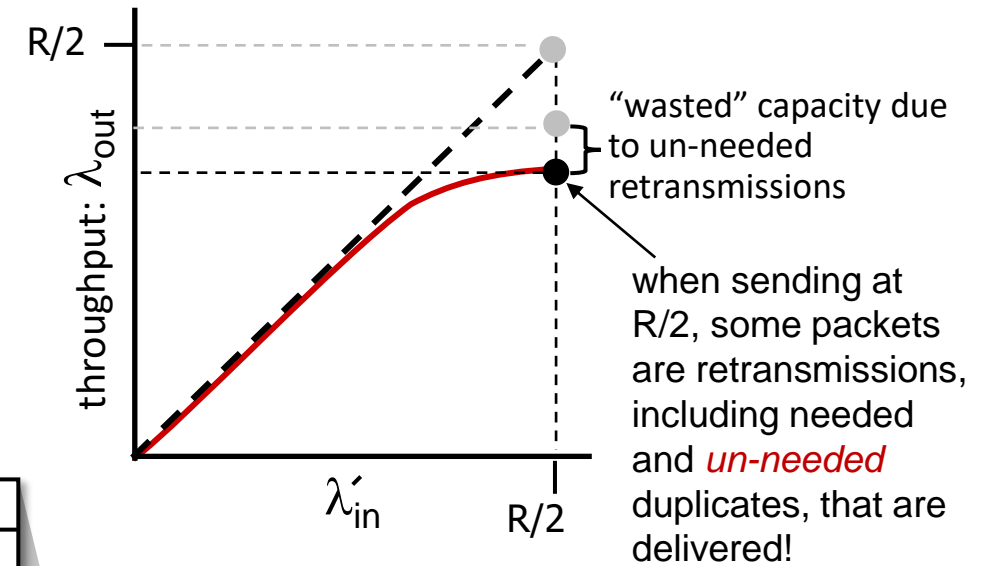 R/2
throughput: λout
“wasted” capacity due
to un-needed
retransmissions
when sending at
R/2, some packets
are retransmissions,
including needed
and un-needed
duplicates, that are
delivered!
λ′in
R/2